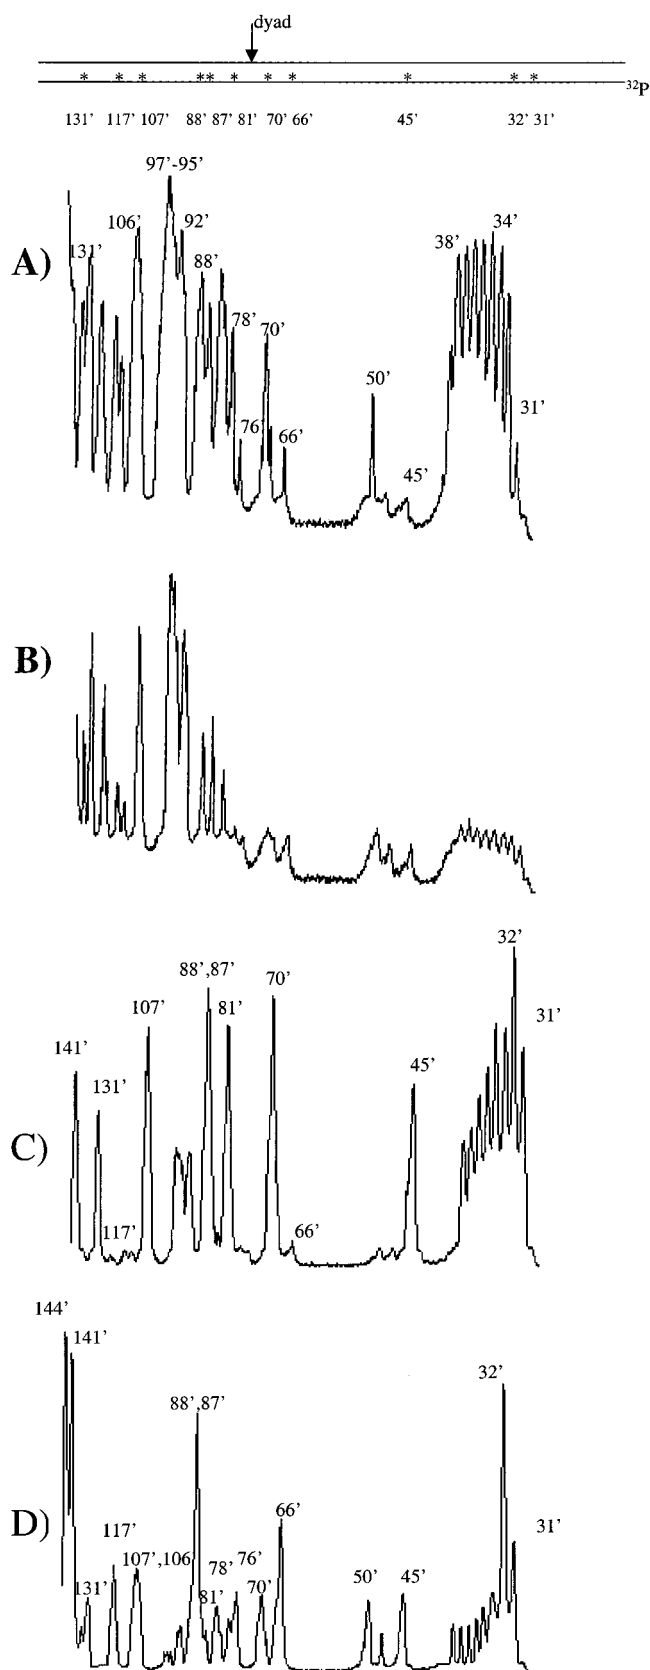 dyad
* * * * * * * * * * *
32P
131' 117' 107' 88' 87' 81' 70' 66' 45' 32' 31'
97'-95'
106' 92' 34'
A) 131' 88' 38'
78' 70'
50'
76' 66' 31'
45'
B)
32'
88',87' 70'
107' 81' 31'
141'
131' 45'
C)
117' 66'
144'
141'
32'
88',87'
66'
D) 117' 31'
107',106 78' 76'
131' 81' 70' 50' 45'